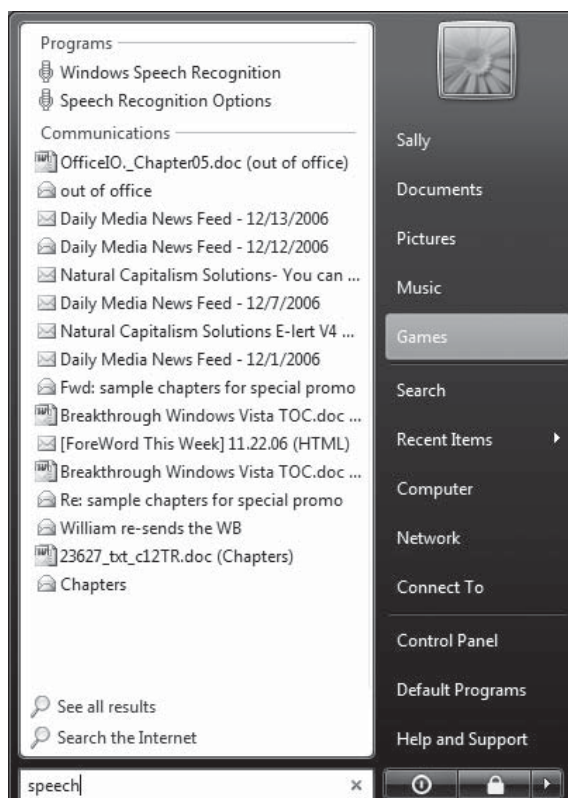 Programs
Windows Speech Recognition
Speech Recognition Options
Communications
OfficeIO._Chapter05.doc (out of office)
out of office
Daily Media News Feed - 12/13/2006
Daily Media News Feed - 12/12/2006
Natural Capitalism Solutions- You can ...
Daily Media News Feed - 12/7/2006
Natural Capitalism Solutions E-lert V4 ...
Daily Media News Feed - 12/1/2006
Fwd: sample chapters for special promo
Breakthrough Windows Vista TOC.doc ...
[ForeWord This Week] 11.22.06 (HTML)
Breakthrough Windows Vista TOC.doc ...
Re: sample chapters for special promo
William re-sends the WB
23627_txt_c12TR.doc (Chapters)
Chapters
See all results
Search the Internet
speech
Sally
Documents
Pictures
Music
Games
Search
Recent Items
Computer
Network
Connect To
Control Panel
Default Programs
Help and Support